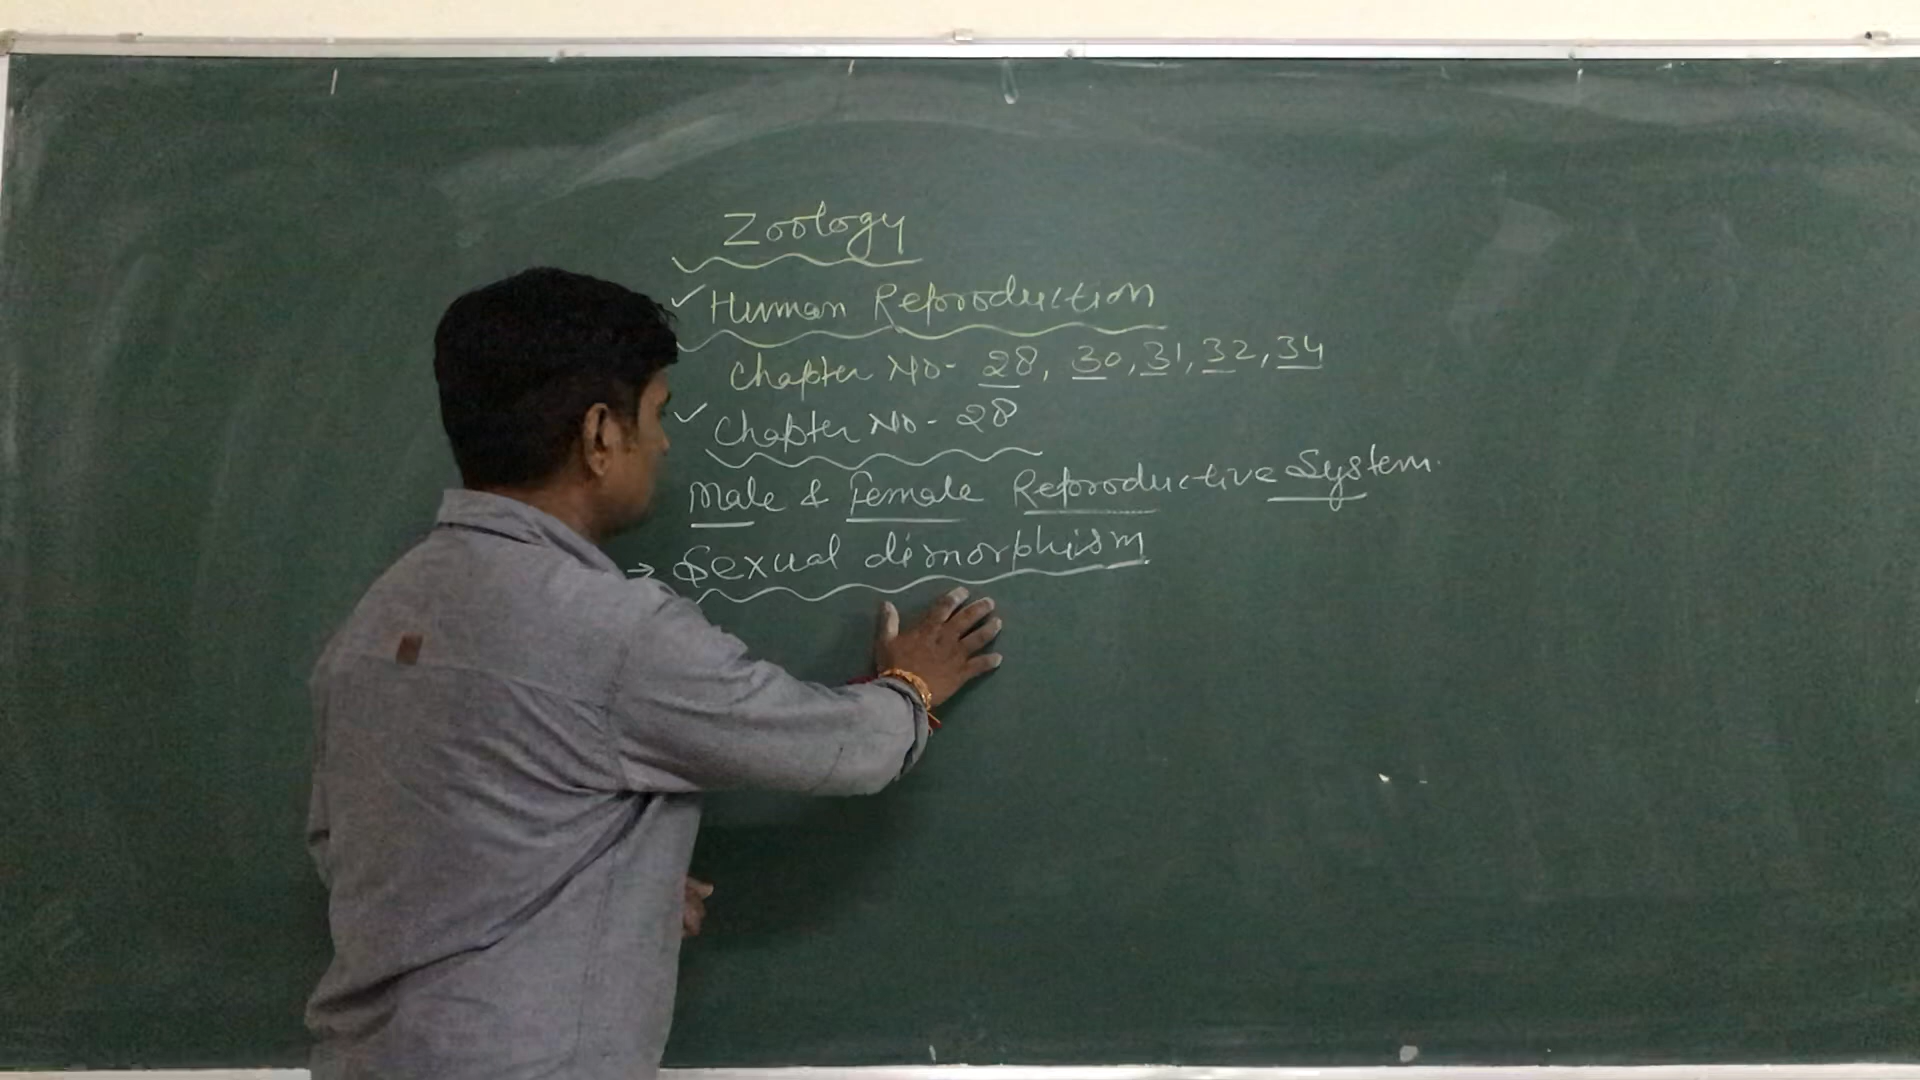 Zoology
Human Reproduction
Chapter No- 28, 30, 31, 32, 34
Chapter No- 28
Male & Female Reproductive System.
→ Sexual dimorphism